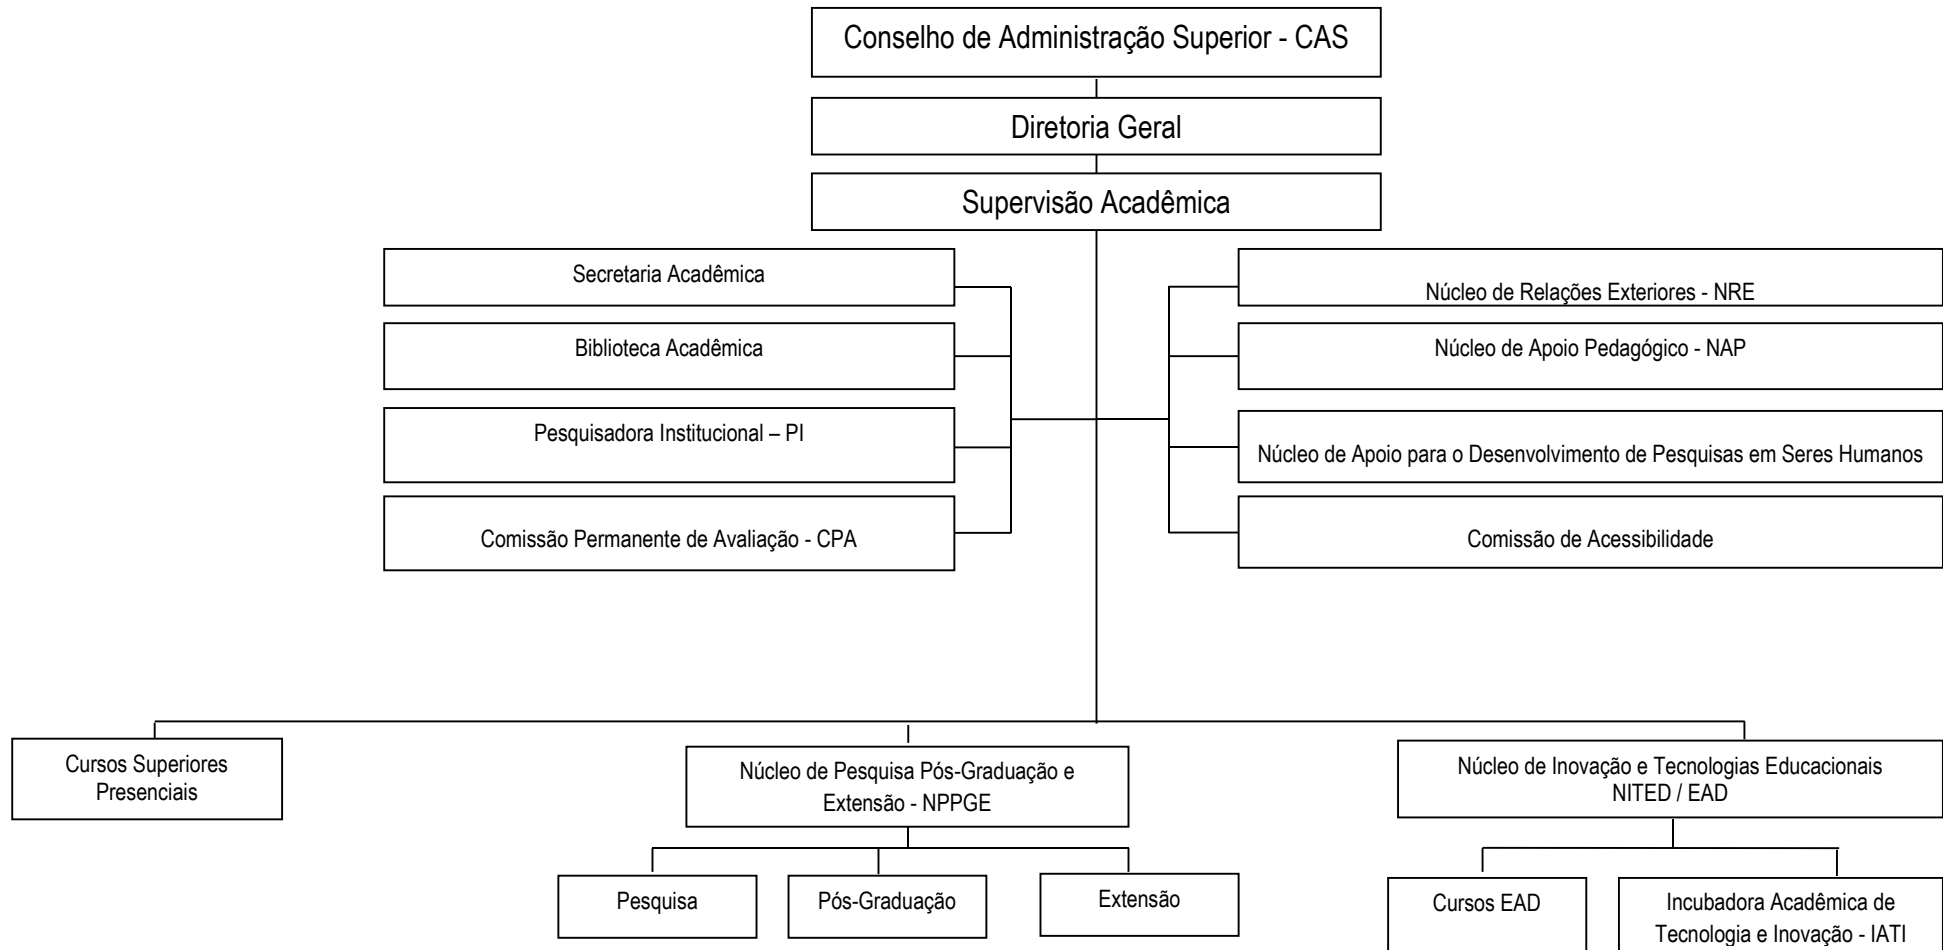 Conselho de Administração Superior - CAS
Diretoria Geral
Supervisão Acadêmica
Secretaria Acadêmica
Biblioteca Acadêmica
Pesquisadora Institucional – PI
Comissão Permanente de Avaliação - CPA
Núcleo de Relações Exteriores - NRE
Núcleo de Apoio Pedagógico - NAP
Núcleo de Apoio para o Desenvolvimento de Pesquisas em Seres Humanos
Comissão de Acessibilidade
Cursos Superiores
Presenciais
Núcleo de Pesquisa Pós-Graduação e
Extensão - NPPGE
Pesquisa
Pós-Graduação
Extensão
Núcleo de Inovação e Tecnologias Educacionais
NITED / EAD
Cursos EAD
Incubadora Acadêmica de
Tecnologia e Inovação - IATI